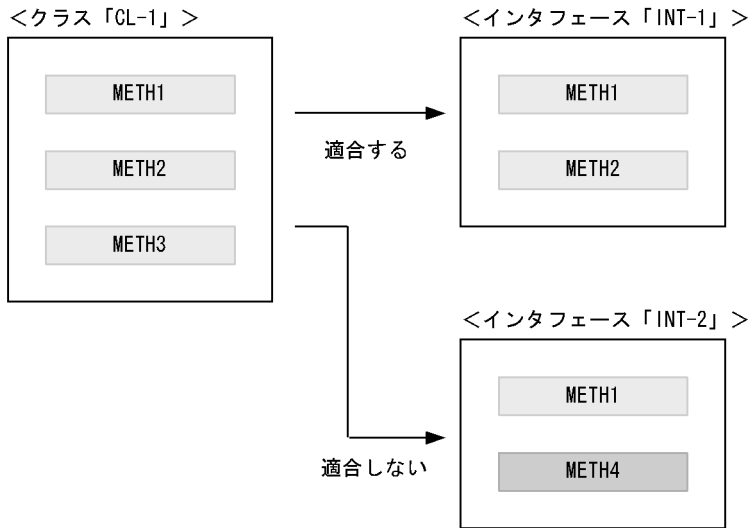 ＜クラス「CL-1」＞
METH1
METH2
METH3
適合する
適合しない
＜インタフェース「INT-1」＞
METH1
METH2
＜インタフェース「INT-2」＞
METH1
METH4